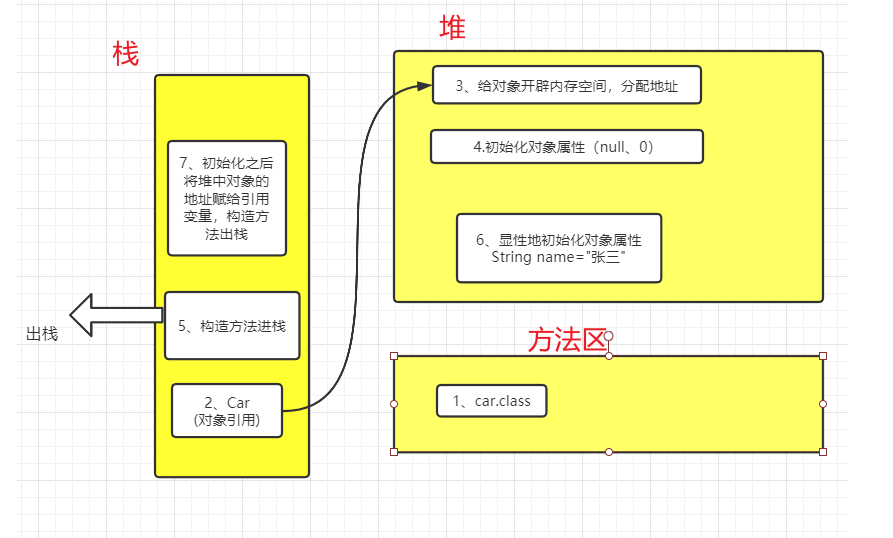 栈
堆
3、给对象开辟内存空间，分配地址
4.初始化对象属性（null、0）
7、初始化之后
将堆中对象的
地址赋给引用
变量，构造方
法出栈
6、显性地初始化对象属性
String name="张三"
5、构造方法进栈
出栈
方法区
2、Car
(对象引用)
1、car.class